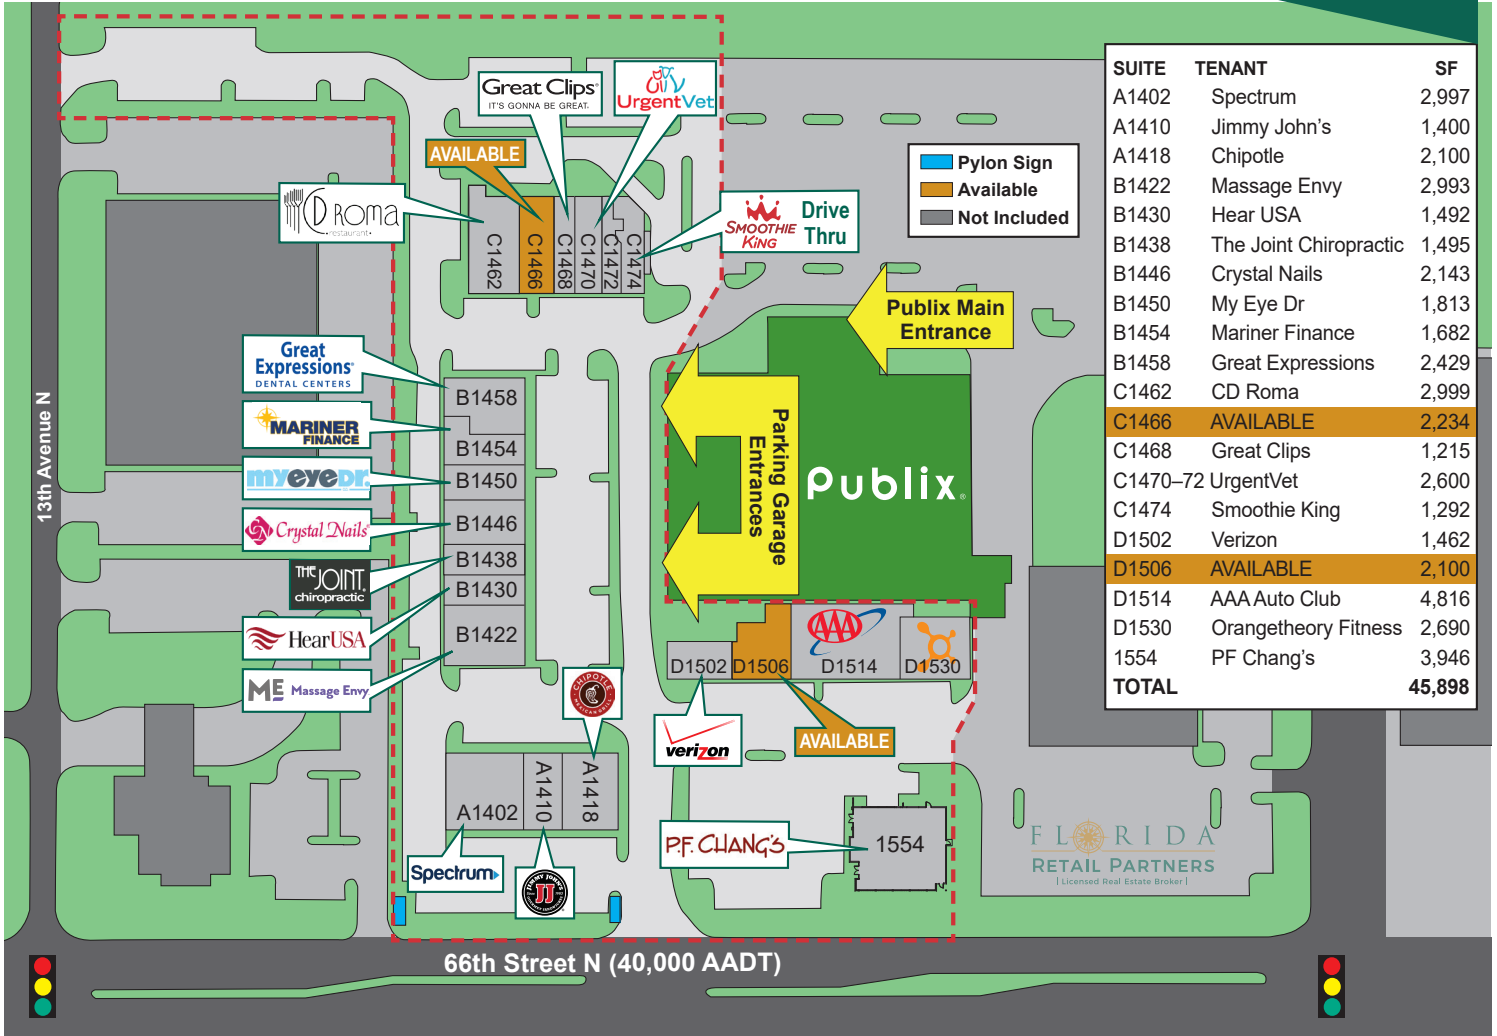 Great Clips
IT'S GONNA BE GREAT.
UrgentVet
AVAILABLE
CD ROMA
restaurant
SMOOTHIE
KING
Drive
Thru
C1462
C1466
C1468
C1470
C1472
C1474
Pylon Sign
Available
Not Included
Publix Main
Entrance
Parking Garage
Entrances
Publix
13th Avenue N
Great
Expressions
DENTAL CENTERS
MARINER
FINANCE
myeyeDr.
Crystal Nails
THE JOINT
chiropractic
HearUSA
ME Massage Envy
B1458
B1454
B1450
B1446
B1438
B1430
B1422
CHIPOTLE
MEXICAN GRILL
AAA
D1502
D1506
D1514
D1530
verizon
AVAILABLE
A1402
A1410
A1418
Spectrum
JIMMY JOHN'S
JJ
P.F. CHANG'S
1554
FLORIDA
RETAIL PARTNERS
| Licensed Real Estate Broker |
66th Street N (40,000 AADT)
SUITE TENANT SF
A1402 Spectrum 2,997
A1410 Jimmy John's 1,400
A1418 Chipotle 2,100
B1422 Massage Envy 2,993
B1430 Hear USA 1,492
B1438 The Joint Chiropractic 1,495
B1446 Crystal Nails 2,143
B1450 My Eye Dr 1,813
B1454 Mariner Finance 1,682
B1458 Great Expressions 2,429
C1462 CD Roma 2,999
C1466 AVAILABLE 2,234
C1468 Great Clips 1,215
C1470–72 UrgentVet 2,600
C1474 Smoothie King 1,292
D1502 Verizon 1,462
D1506 AVAILABLE 2,100
D1514 AAA Auto Club 4,816
D1530 Orangetheory Fitness 2,690
1554 PF Chang's 3,946
TOTAL 45,898